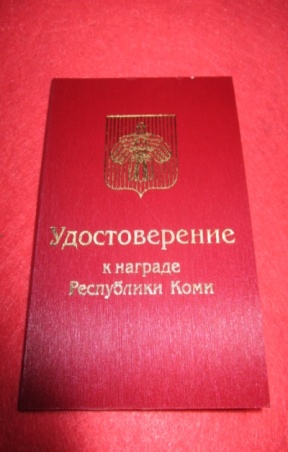 Удостоверение
к награде
Республики Коми